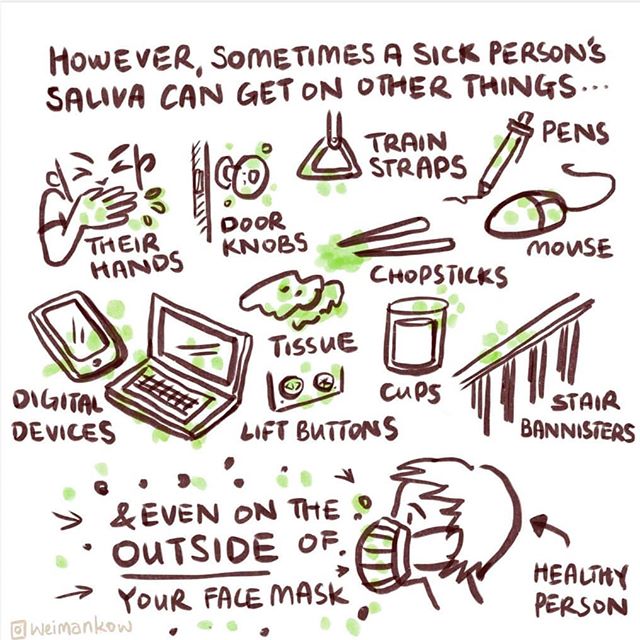 HOWEVER, SOMETIMES A SICK PERSON'S
SALIVA CAN GET ON OTHER THINGS...
THEIR
HANDS
DOOR
KNOBS
TRAIN
STRAPS
PENS
MOUSE
CHOPSTICKS
TISSUE
DIGITAL
DEVICES
LIFT BUTTONS
CUPS
STAIR
BANNISTERS
& EVEN ON THE
OUTSIDE OF.
YOUR FACE MASK
HEALTHY
PERSON
weimankow